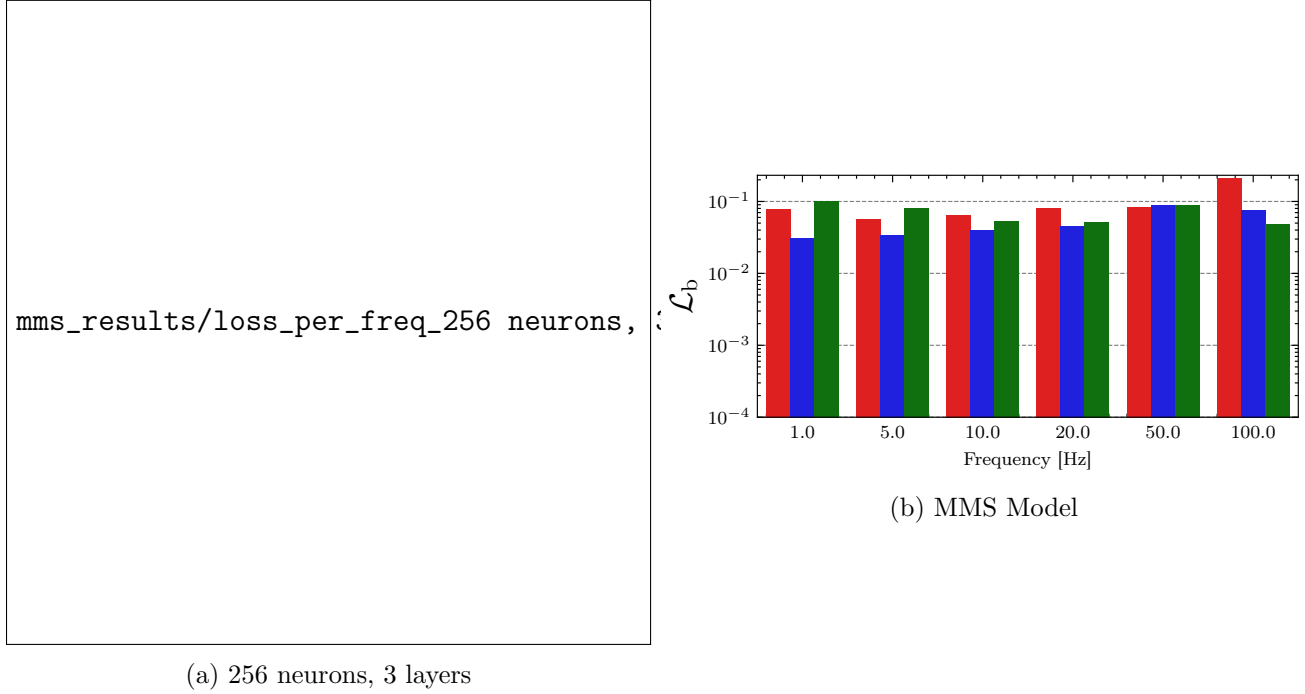 mms_results/loss_per_freq_256 neurons,
(a) 256 neurons, 3 layers
𝓛b
10⁻¹
10⁻²
10⁻³
10⁻⁴
1.0 5.0 10.0 20.0 50.0 100.0
Frequency [Hz]
(b) MMS Model